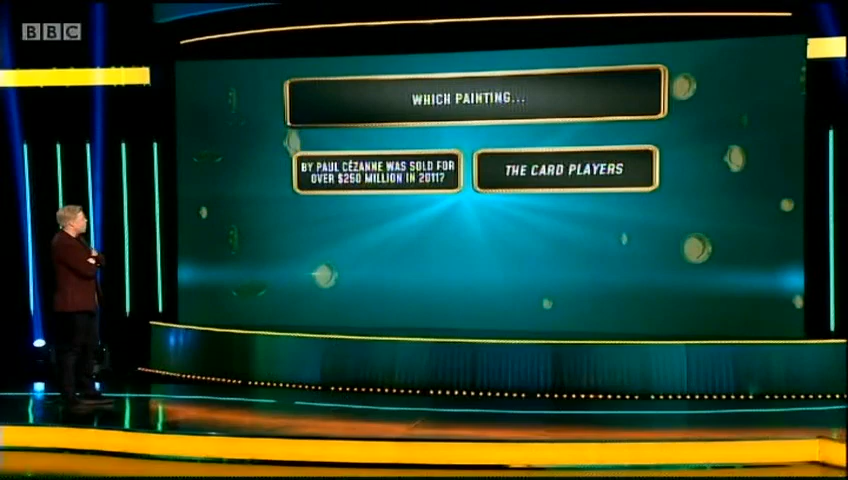 BBC
WHICH PAINTING...
BY PAUL CÉZANNE WAS SOLD FOR
OVER $250 MILLION IN 2011?
THE CARD PLAYERS